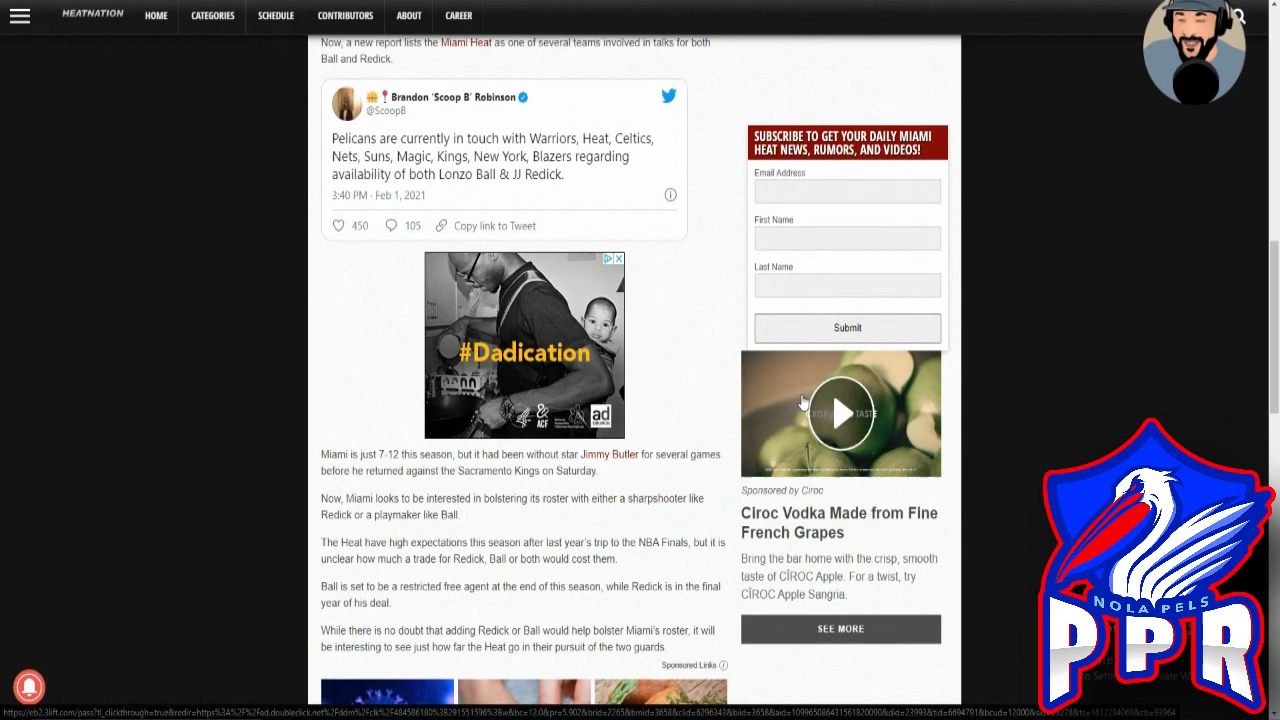 HEATNATION
HOME
CATEGORIES
SCHEDULE
CONTRIBUTORS
ABOUT
CAREER
Now, a new report lists the Miami Heat as one of several teams involved in talks for both
Ball and Redick.
Brandon 'Scoop B' Robinson
@ScoopB
Pelicans are currently in touch with Warriors, Heat, Celtics,
Nets, Suns, Magic, Kings, New York, Blazers regarding
availability of both Lonzo Ball & JJ Redick.
3:40 PM · Feb 1, 2021
450
105
Copy link to Tweet
#Dadication
ACF
ad
COUNCIL
Miami is just 7-12 this season, but it had been without star Jimmy Butler for several games
before he returned against the Sacramento Kings on Saturday.
Now, Miami looks to be interested in bolstering its roster with either a sharpshooter like
Redick or a playmaker like Ball.
The Heat have high expectations this season after last year's trip to the NBA Finals, but it is
unclear how much a trade for Redick, Ball or both would cost them.
Ball is set to be a restricted free agent at the end of this season, while Redick is in the final
year of his deal.
While there is no doubt that adding Redick or Ball would help bolster Miami's roster, it will
be interesting to see just how far the Heat go in their pursuit of the two guards.
Sponsored Links
SUBSCRIBE TO GET YOUR DAILY MIAMI
HEAT NEWS, RUMORS, AND VIDEOS!
Email Address
First Name
Last Name
Submit
TASTE
Sponsored by Ciroc
Ciroc Vodka Made from Fine
French Grapes
Bring the bar home with the crisp, smooth
taste of CÎROC Apple. For a twist, try
CÎROC Apple Sangria.
SEE MORE
NOLA PELS
PPR